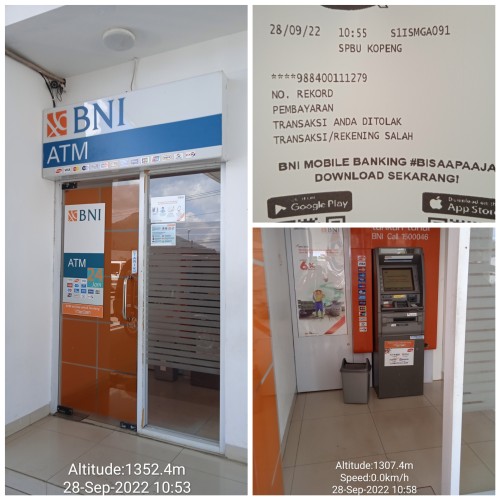 BNI
ATM
BNI
ATM
Altitude:1352.4m
28-Sep-2022 10:53
28/09/22 10:55 S1ISMGA091
SPBU KOPENG
****988400111279
NO. REKORD
PEMBAYARAN
TRANSAKSI ANDA DITOLAK
TRANSAKSI/REKENING SALAH
BNI MOBILE BANKING #BISAAPAAJA
DOWNLOAD SEKARANG!
Google Play
App Store
BNI Call 1500046
Altitude:1307.4m
Speed:0.0km/h
28-Sep-2022 10:58